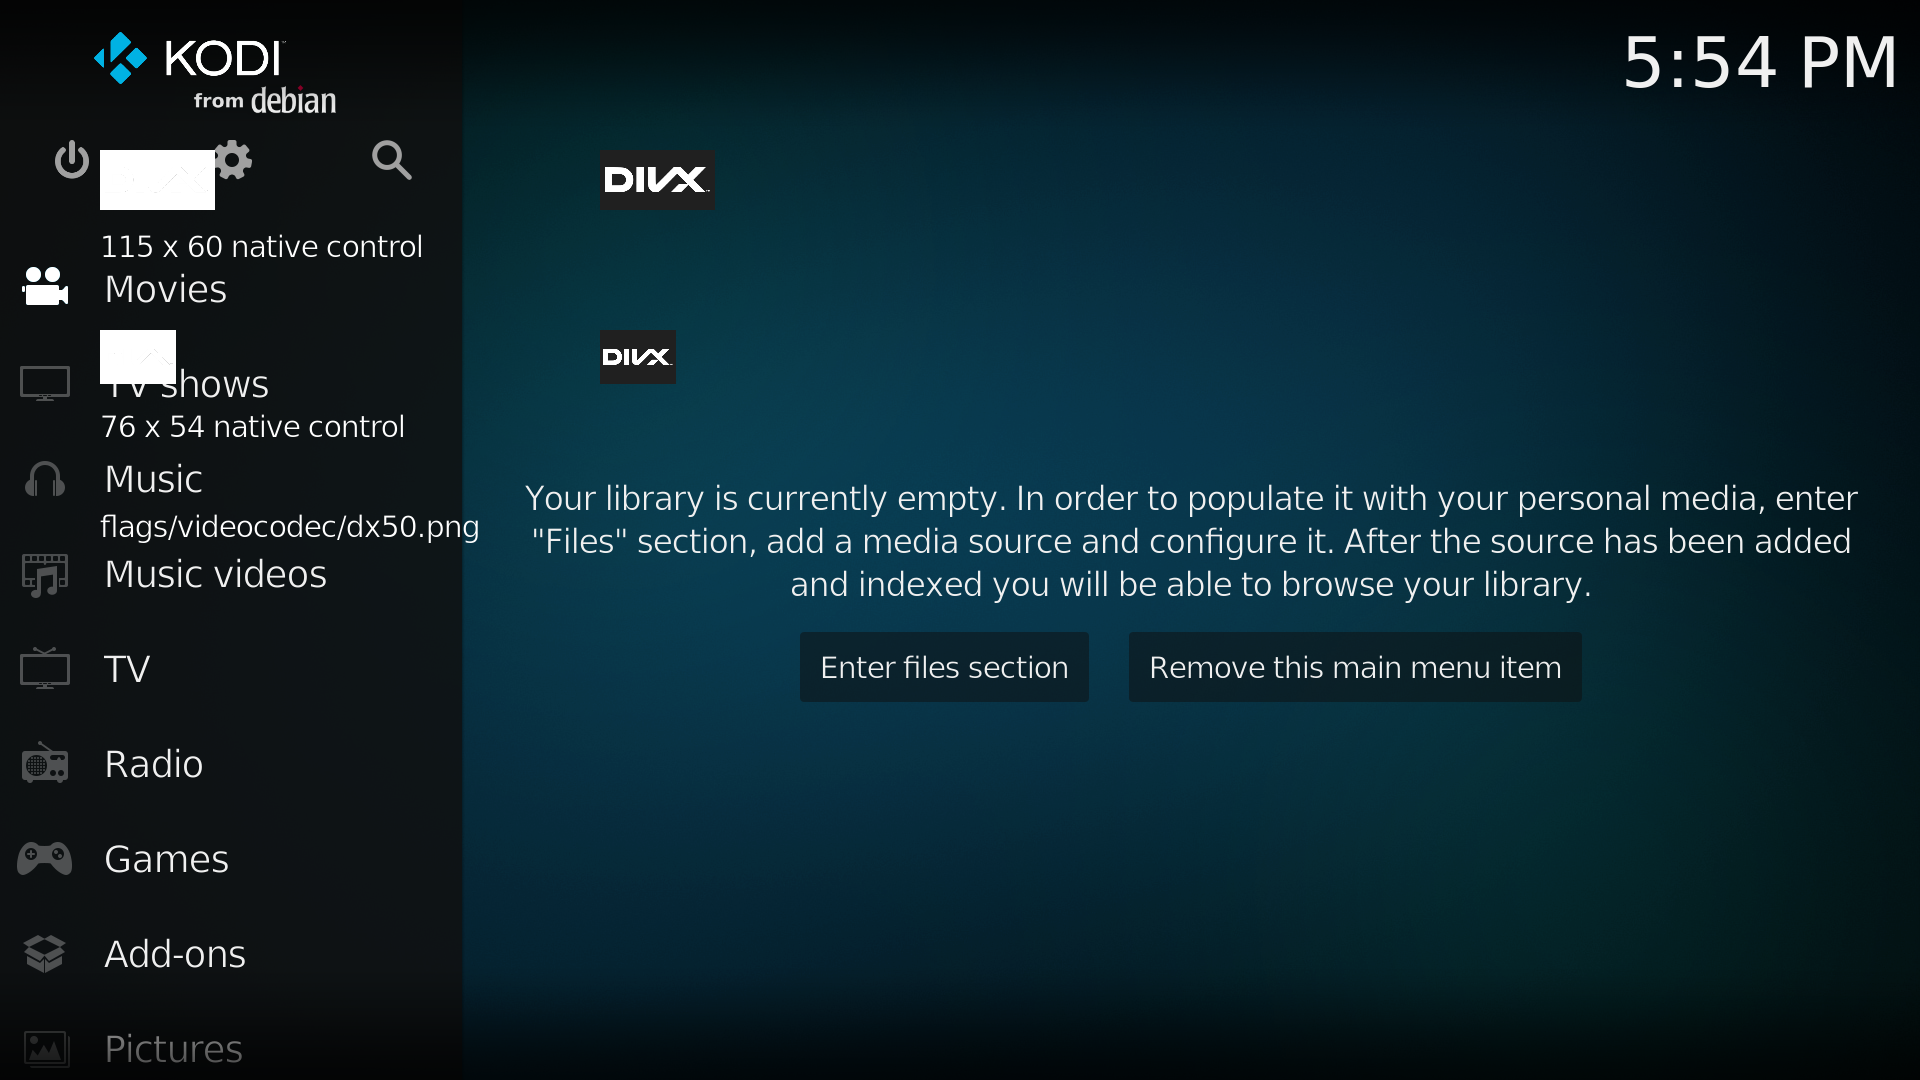 KODI
from debian
5:54 PM
DIVX
115 x 60 native control
Movies
DIVX
TV shows
76 x 54 native control
Music
flags/videocodec/dx50.png
Music videos
TV
Radio
Games
Add-ons
Pictures
Your library is currently empty. In order to populate it with your personal media, enter
"Files" section, add a media source and configure it. After the source has been added
and indexed you will be able to browse your library.
Enter files section
Remove this main menu item